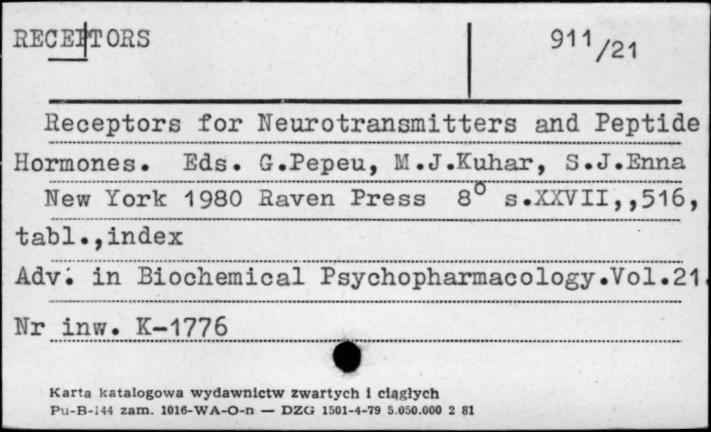 RECEPTORS 911/21
Receptors for Neurotransmitters and Peptide
Hormones. Eds. G.Pepeu, M.J.Kuhar, S.J.Enna
New York 1980 Raven Press 8° s.XXVII,,516,
tabl.,index
Adv. in Biochemical Psychopharmacology.Vol.21.
Nr inw. K-1776
Karta katalogowa wydawnictw zwartych i ciągłych
Pu-B-144 zam. 1016-WA-O-n — DZG 1501-4-79 5.050.000 2 81